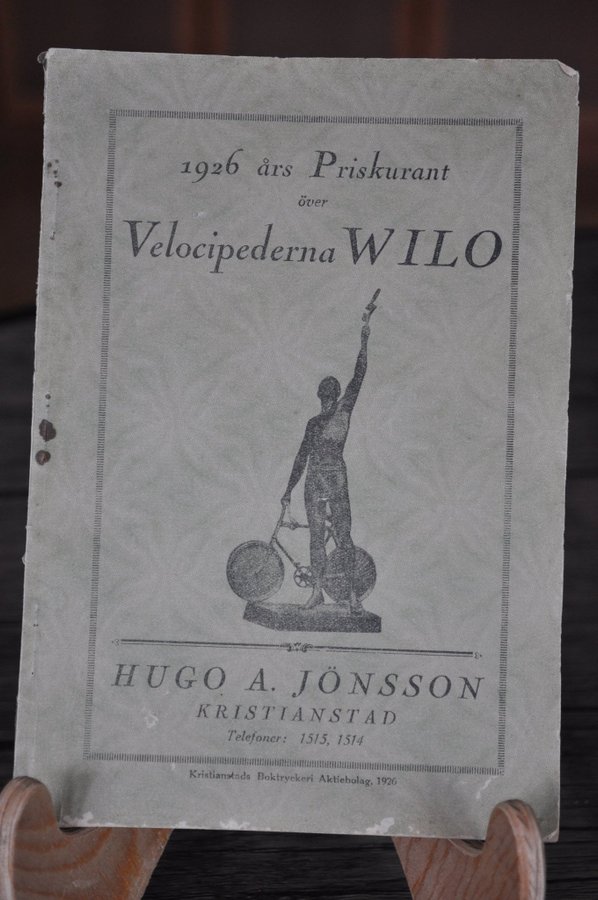 1926 års Priskurant
över
Velocipederna WILO
HUGO A. JÖNSSON
KRISTIANSTAD
Telefoner: 1515, 1514
Kristianstads Boktryckeri Aktiebolag, 1926